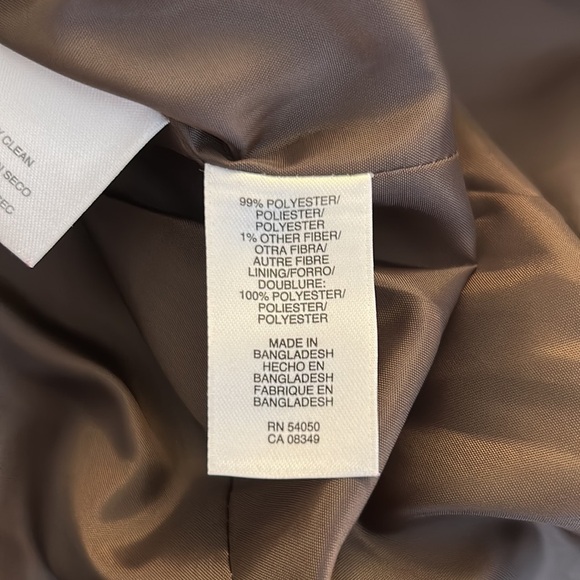 CLEAN
SECO
99% POLYESTER/
POLIESTER/
POLYESTER
1% OTHER FIBER/
OTRA FIBRA/
AUTRE FIBRE
LINING/FORRO/
DOUBLURE:
100% POLYESTER/
POLIESTER/
POLYESTER
MADE IN
BANGLADESH
HECHO EN
BANGLADESH
FABRIQUE EN
BANGLADESH
RN 54050
CA 08349